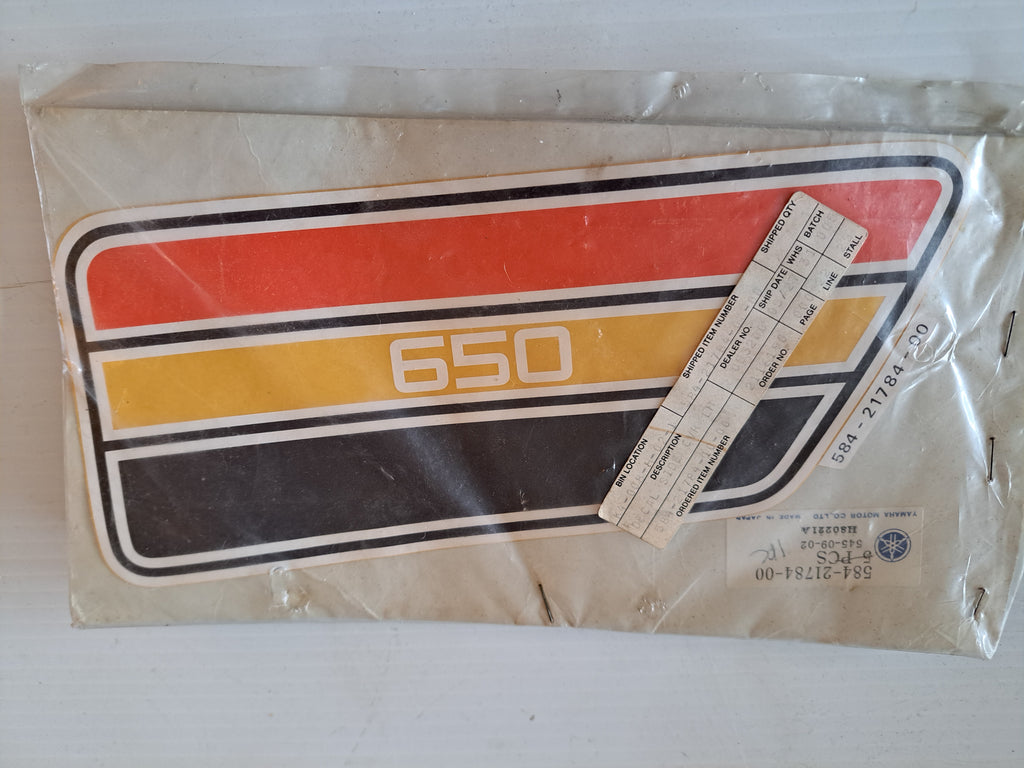 650
SHIPPED ITEM NUMBER
SHIPPED QTY
DEALER NO.
SHIP DATE
WHS
BATCH
ORDER NO.
PAGE
LINE
STALL
BIN LOCATION
DESCRIPTION
ORDERED ITEM NUMBER
584-21784-00
584-21784-00
5 PCS
1PC
545-09-02
H80221A
YAMAHA MOTOR CO., LTD. MADE IN JAPAN